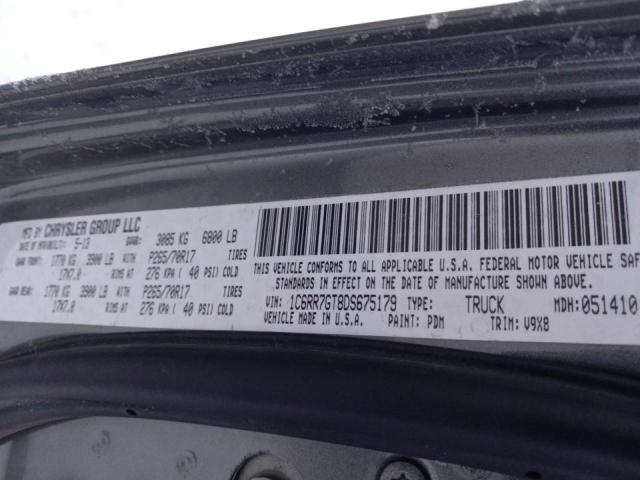 MFD BY CHRYSLER GROUP LLC
DATE OF MFR/BUILT: 5-13 GVWR: 3085 KG 6800 LB
GAWR FRONT: 1770 KG 3900 LB WITH P265/70R17 TIRES
17X7.0 RIMS AT 276 KPA ( 40 PSI) COLD
GAWR REAR: 1770 KG 3900 LB WITH P265/70R17 TIRES
17X7.0 RIMS AT 276 KPA ( 40 PSI) COLD
THIS VEHICLE CONFORMS TO ALL APPLICABLE U.S.A. FEDERAL MOTOR VEHICLE SAF
STANDARDS IN EFFECT ON THE DATE OF MANUFACTURE SHOWN ABOVE.
VIN: 1C6RR7GT8DS675179 TYPE: TRUCK MDH:051410
VEHICLE MADE IN U.S.A. PAINT: PDM TRIM: V9X8